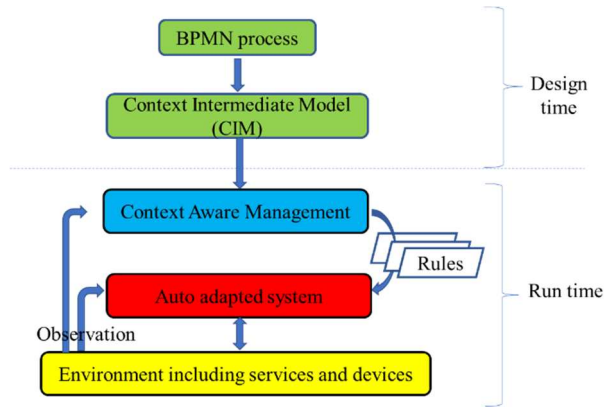 BPMN process
Context Intermediate Model
(CIM)
Design
time
Context Aware Management
Rules
Auto adapted system
Run time
Observation
Environment including services and devices